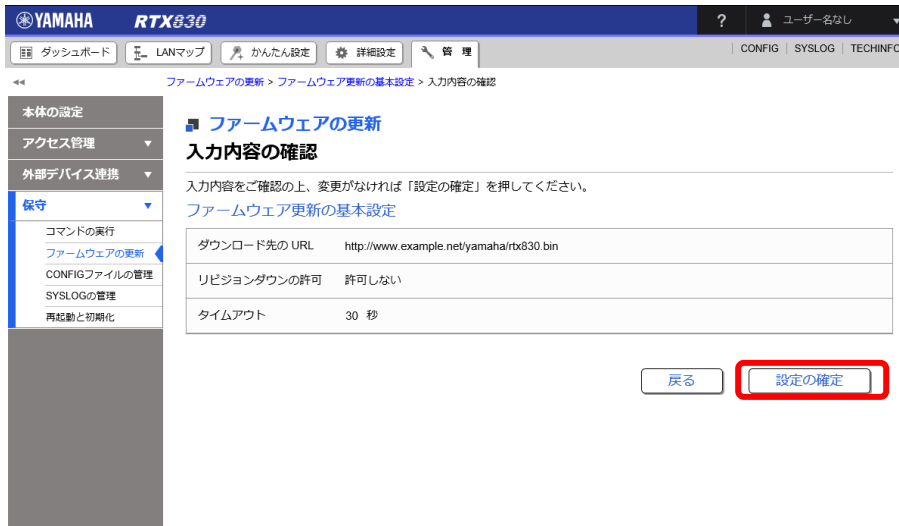 YAMAHA RTX830 ? ユーザー名なし
ダッシュボード LANマップ かんたん設定 詳細設定 管 理 CONFIG SYSLOG TECHINFO
ファームウェアの更新 > ファームウェア更新の基本設定 > 入力内容の確認
本体の設定
アクセス管理
外部デバイス連携
保守
コマンドの実行
ファームウェアの更新
CONFIGファイルの管理
SYSLOGの管理
再起動と初期化
ファームウェアの更新
入力内容の確認
入力内容をご確認の上、変更がなければ「設定の確定」を押してください。
ファームウェア更新の基本設定
ダウンロード先の URL http://www.example.net/yamaha/rtx830.bin
リビジョンダウンの許可 許可しない
タイムアウト 30 秒
戻る 設定の確定